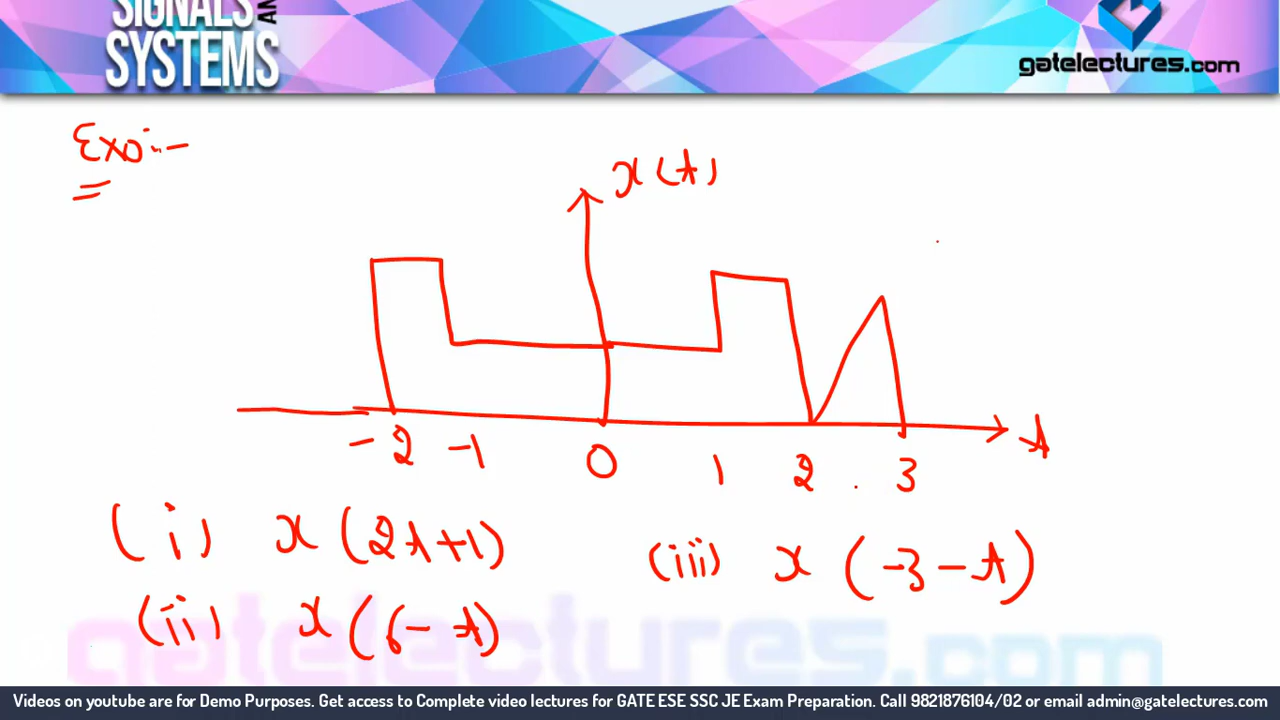 SIGNALS AND
SYSTEMS
gatelectures.com
Exo:-
x(t)
-2 -1 0 1 2 3 t
(i) x(2t+1)
(iii) x(-3-t)
(ii) x(6-t)
gatelectures.com
Videos on youtube are for Demo Purposes. Get access to Complete video lectures for GATE ESE SSC JE Exam Preparation. Call 9821876104/02 or email admin@gatelectures.com